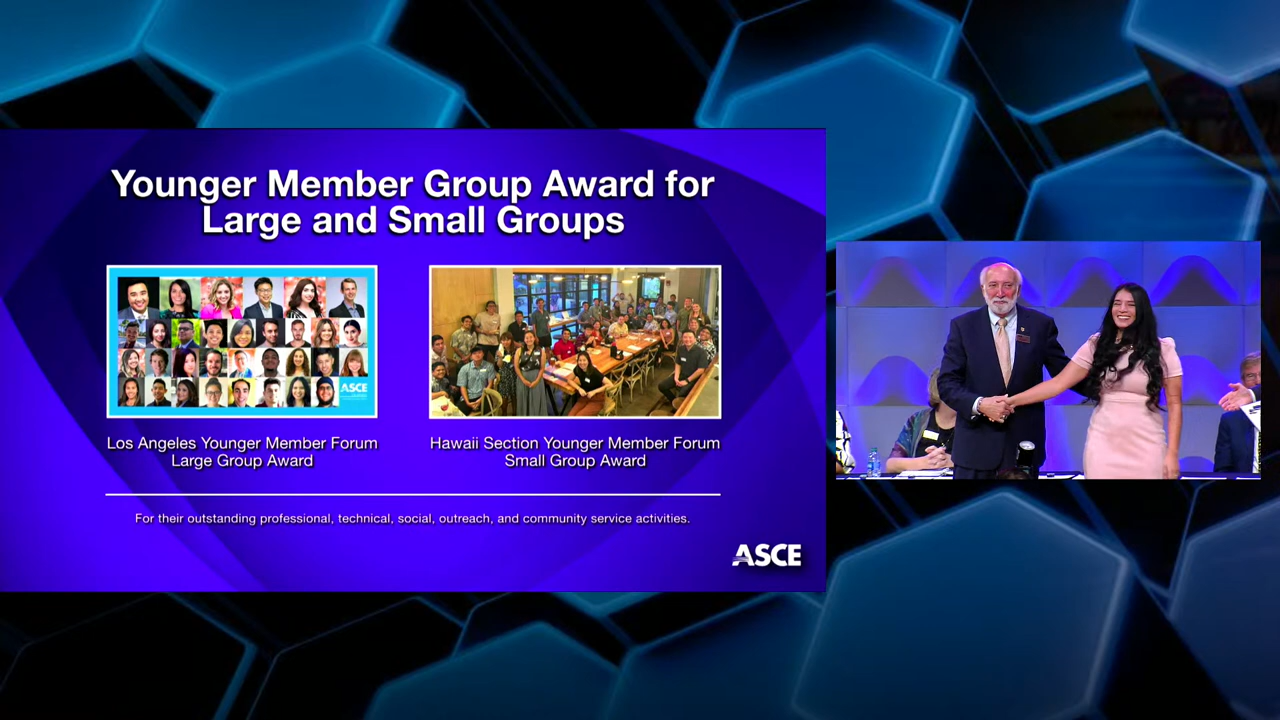 Younger Member Group Award for
Large and Small Groups
ASCE
Los Angeles Younger Member Forum
Large Group Award
Hawaii Section Younger Member Forum
Small Group Award
For their outstanding professional, technical, social, outreach, and community service activities.
ASCE